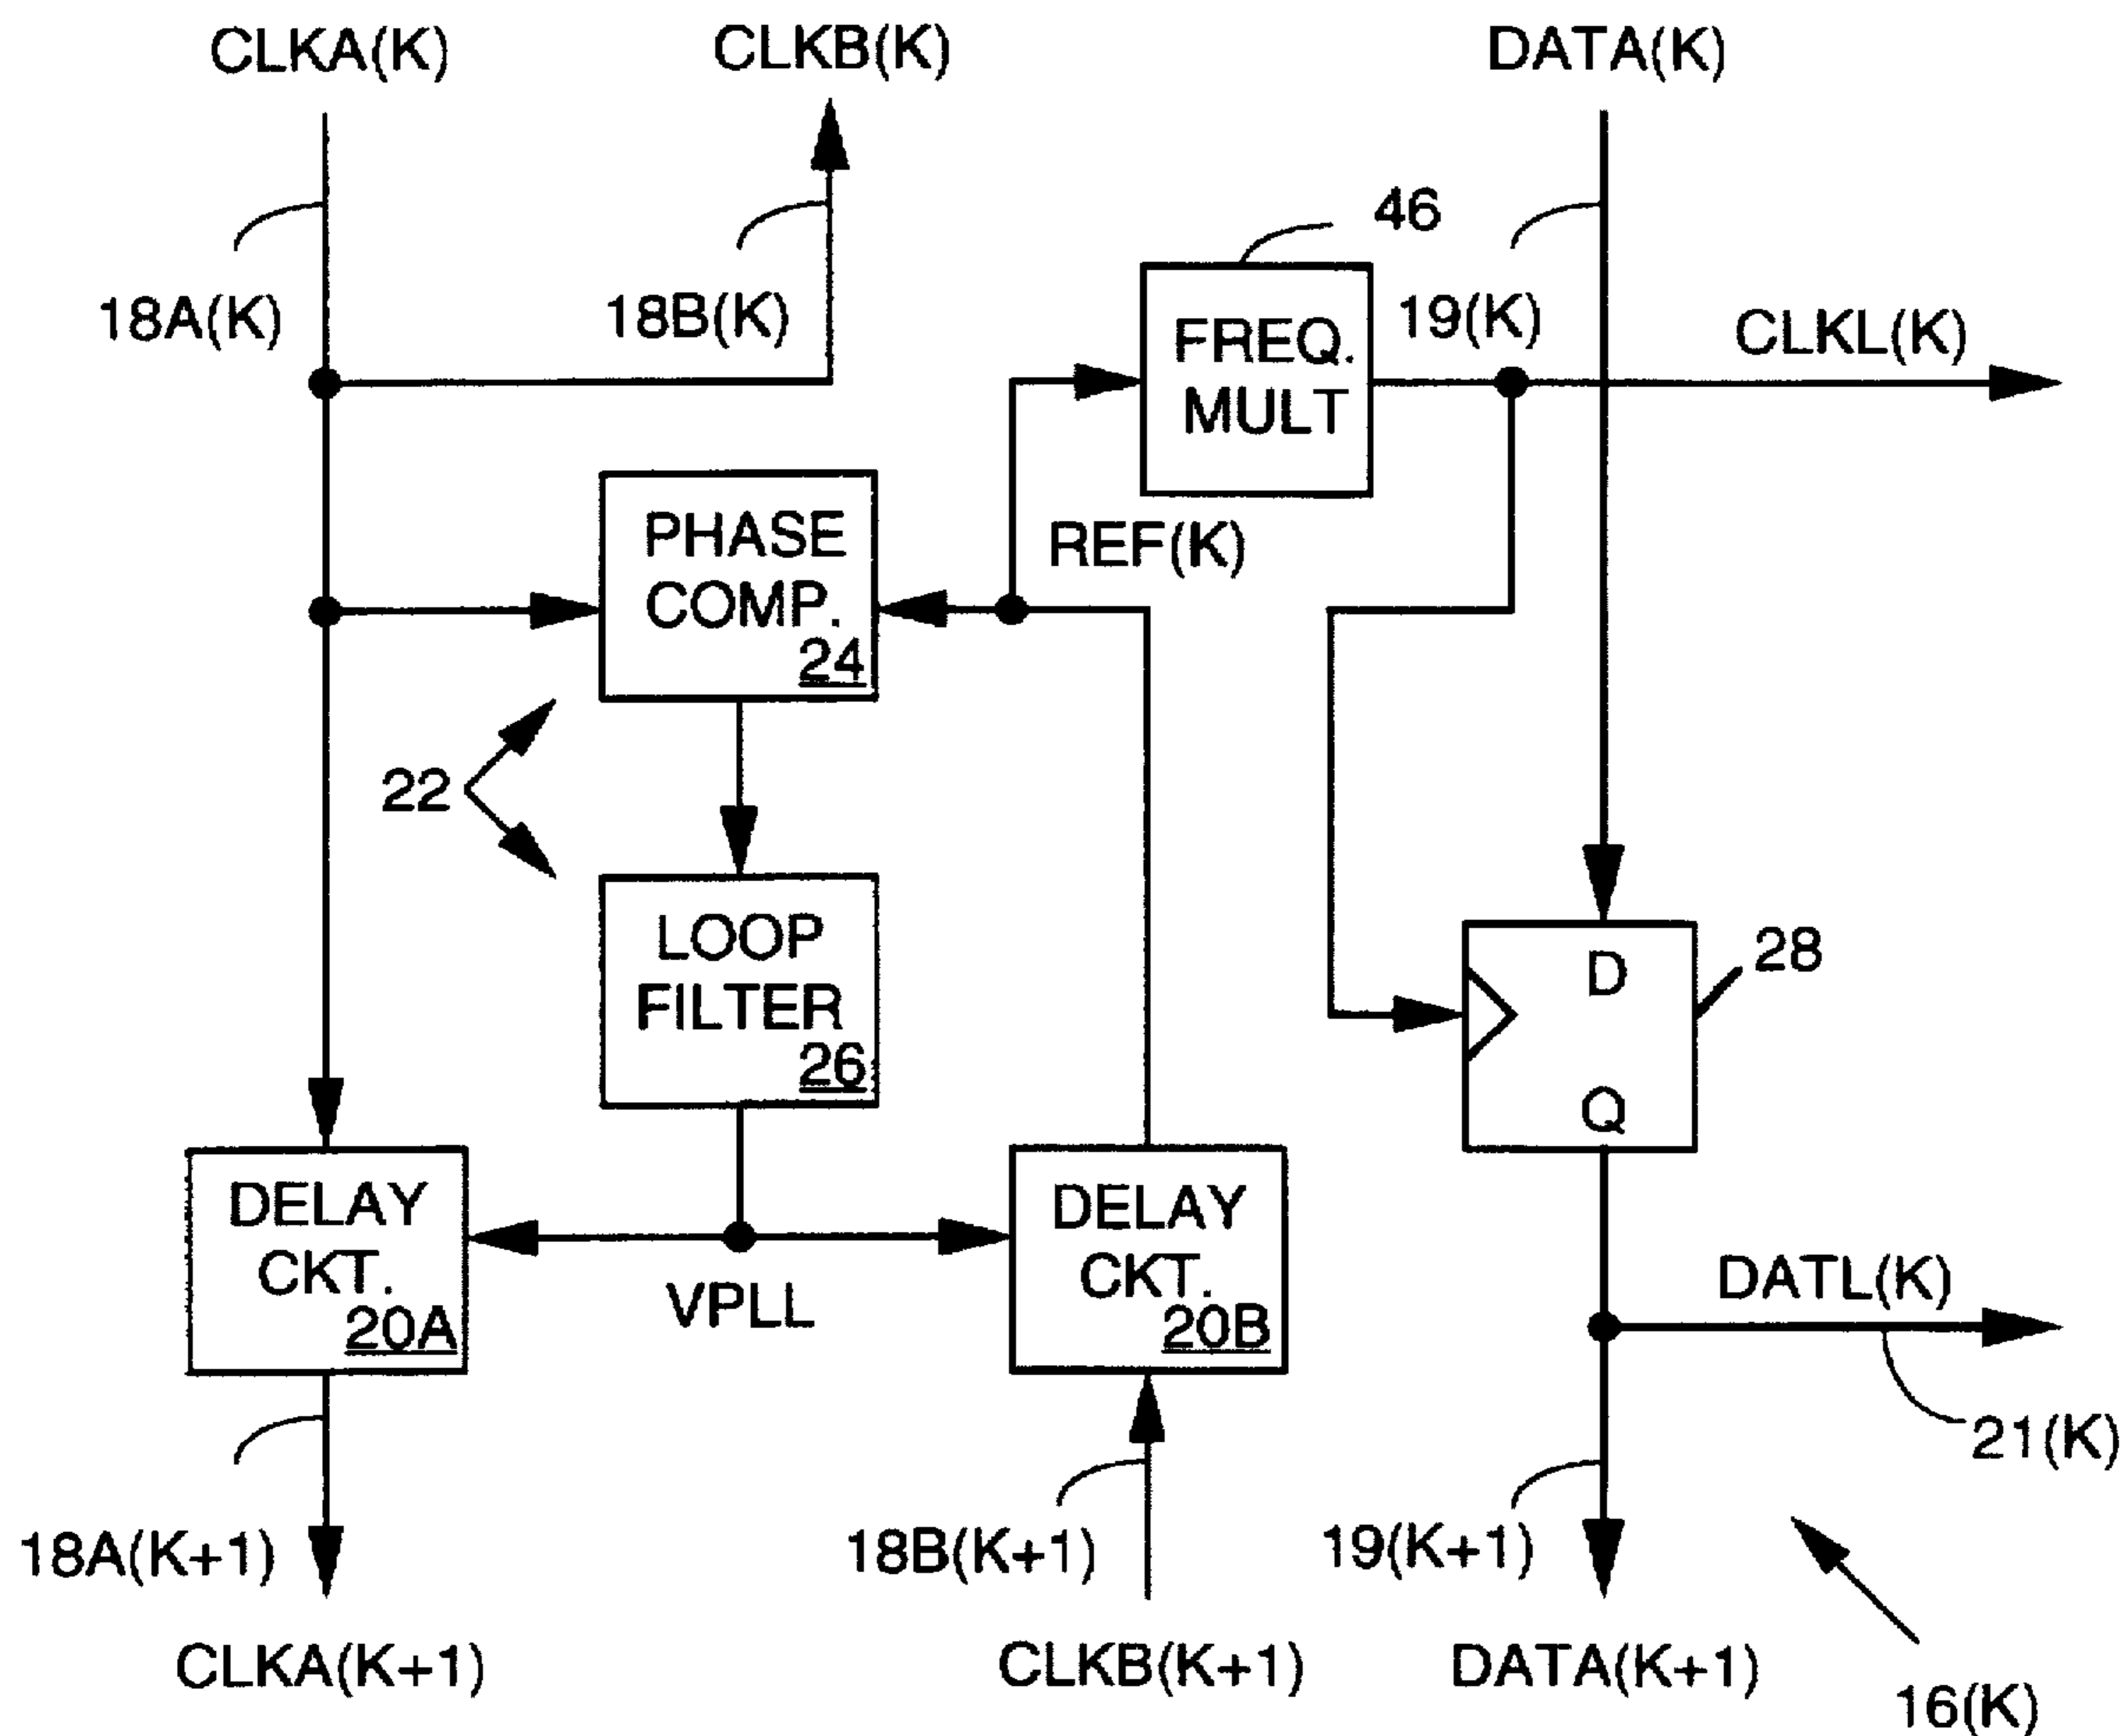 CLKA(K)
CLKB(K)
DATA(K)
46
18A(K)
18B(K)
FREQ.
MULT
19(K)
CLKL(K)
PHASE
COMP.
24
REF(K)
22
LOOP
FILTER
26
D
Q
28
DELAY
CKT.
20A
VPLL
DELAY
CKT.
20B
DATL(K)
21(K)
18A(K+1)
18B(K+1)
19(K+1)
CLKA(K+1)
CLKB(K+1)
DATA(K+1)
16(K)